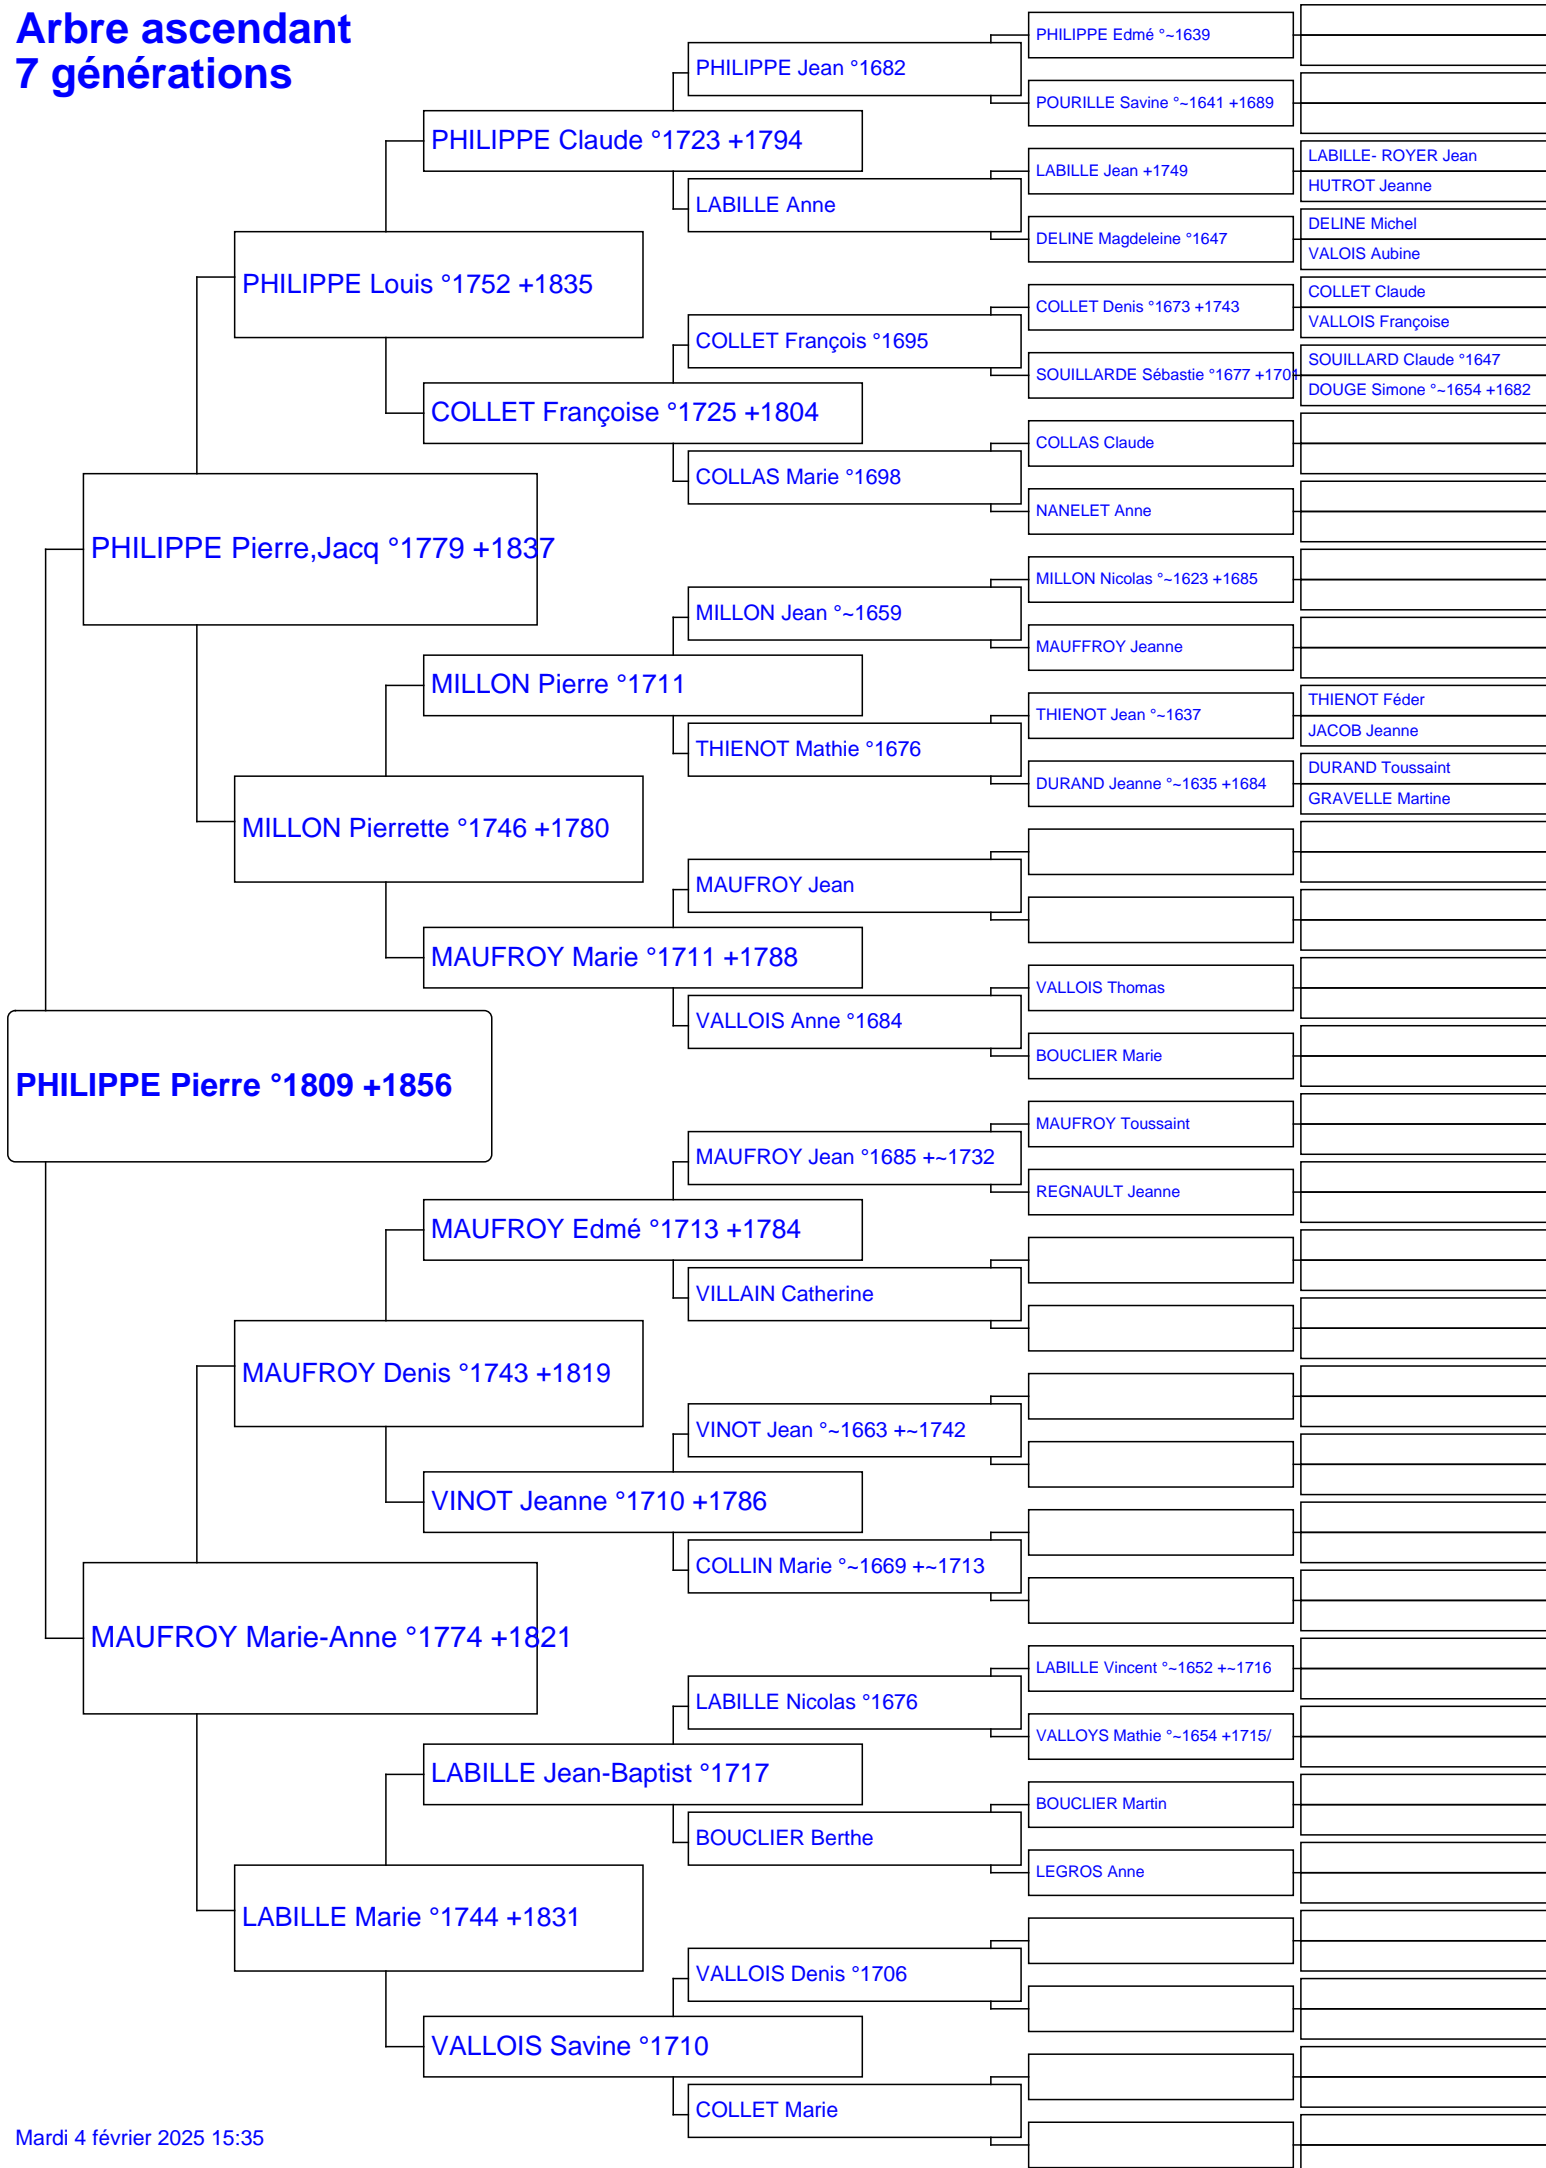 Arbre ascendant
7 générations
PHILIPPE Edmé °~1639
PHILIPPE Jean °1682
POURILLE Savine °~1641 +1689
PHILIPPE Claude °1723 +1794
LABILLE- ROYER Jean
LABILLE Jean +1749
HUTROT Jeanne
LABILLE Anne
DELINE Michel
DELINE Magdeleine °1647
VALOIS Aubine
PHILIPPE Louis °1752 +1835
COLLET Claude
COLLET Denis °1673 +1743
VALLOIS Françoise
COLLET François °1695
SOUILLARD Claude °1647
SOUILLARDE Sébastie °1677 +1701
DOUGE Simone °~1654 +1682
COLLET Françoise °1725 +1804
COLLAS Claude
COLLAS Marie °1698
NANELET Anne
PHILIPPE Pierre,Jacq °1779 +1837
MILLON Nicolas °~1623 +1685
MILLON Jean °~1659
MAUFFROY Jeanne
MILLON Pierre °1711
THIENOT Féder
THIENOT Jean °~1637
JACOB Jeanne
THIENOT Mathie °1676
DURAND Toussaint
DURAND Jeanne °~1635 +1684
GRAVELLE Martine
MILLON Pierrette °1746 +1780
MAUFROY Jean
MAUFROY Marie °1711 +1788
VALLOIS Thomas
VALLOIS Anne °1684
BOUCLIER Marie
PHILIPPE Pierre °1809 +1856
MAUFROY Toussaint
MAUFROY Jean °1685 +~1732
REGNAULT Jeanne
MAUFROY Edmé °1713 +1784
VILLAIN Catherine
MAUFROY Denis °1743 +1819
VINOT Jean °~1663 +~1742
VINOT Jeanne °1710 +1786
COLLIN Marie °~1669 +~1713
MAUFROY Marie-Anne °1774 +1821
LABILLE Vincent °~1652 +~1716
LABILLE Nicolas °1676
VALLOYS Mathie °~1654 +1715/
LABILLE Jean-Baptist °1717
BOUCLIER Martin
BOUCLIER Berthe
LEGROS Anne
LABILLE Marie °1744 +1831
VALLOIS Denis °1706
VALLOIS Savine °1710
COLLET Marie
Mardi 4 février 2025 15:35